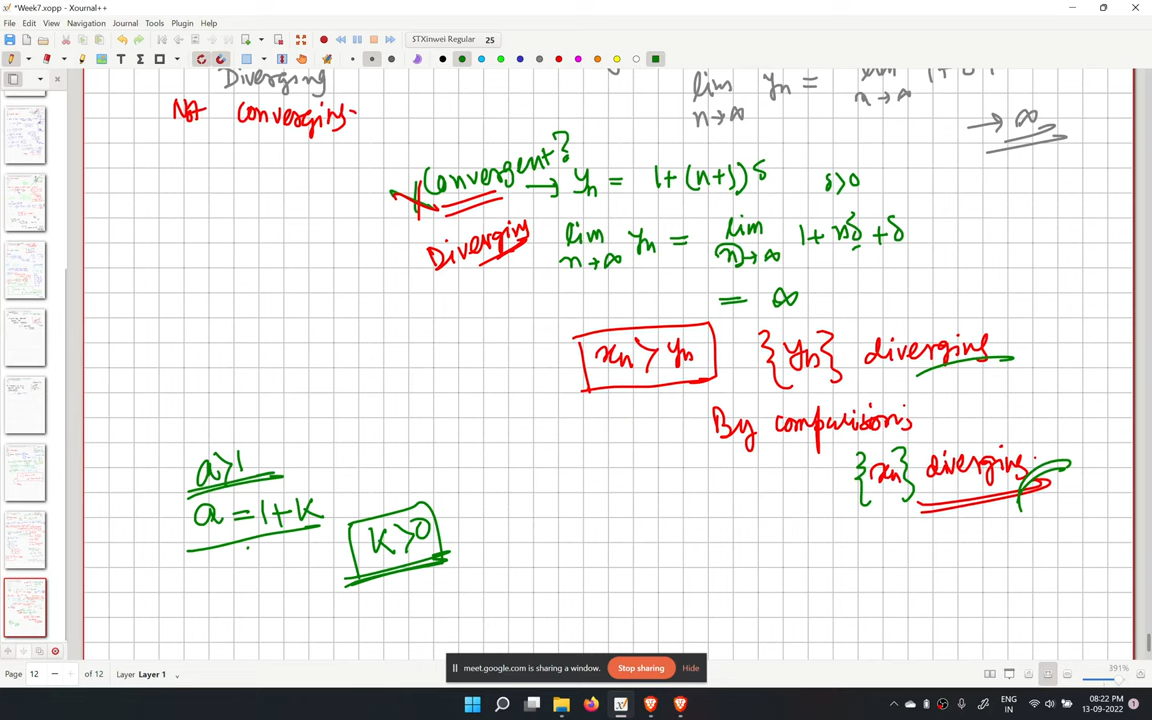 *Week7.xopp - Xournal++
File Edit View Navigation Journal Tools Plugin Help
STXinwei Regular 25
Diverging
Not converging
lim yn =
n→∞
n→∞
→ ∞
Convergent? → yn = 1+(n+1)δ δ>0
Diverging lim yn = lim 1+nδ+δ
n→∞ n→∞
= ∞
xn > yn {yn} diverging
By comparisons
{xn} diverging
a>1
a = 1+K
K>0
meet.google.com is sharing a window. Stop sharing Hide
Page 12 of 12 Layer Layer 1 391%
ENG
IN
08:22 PM
13-09-2022